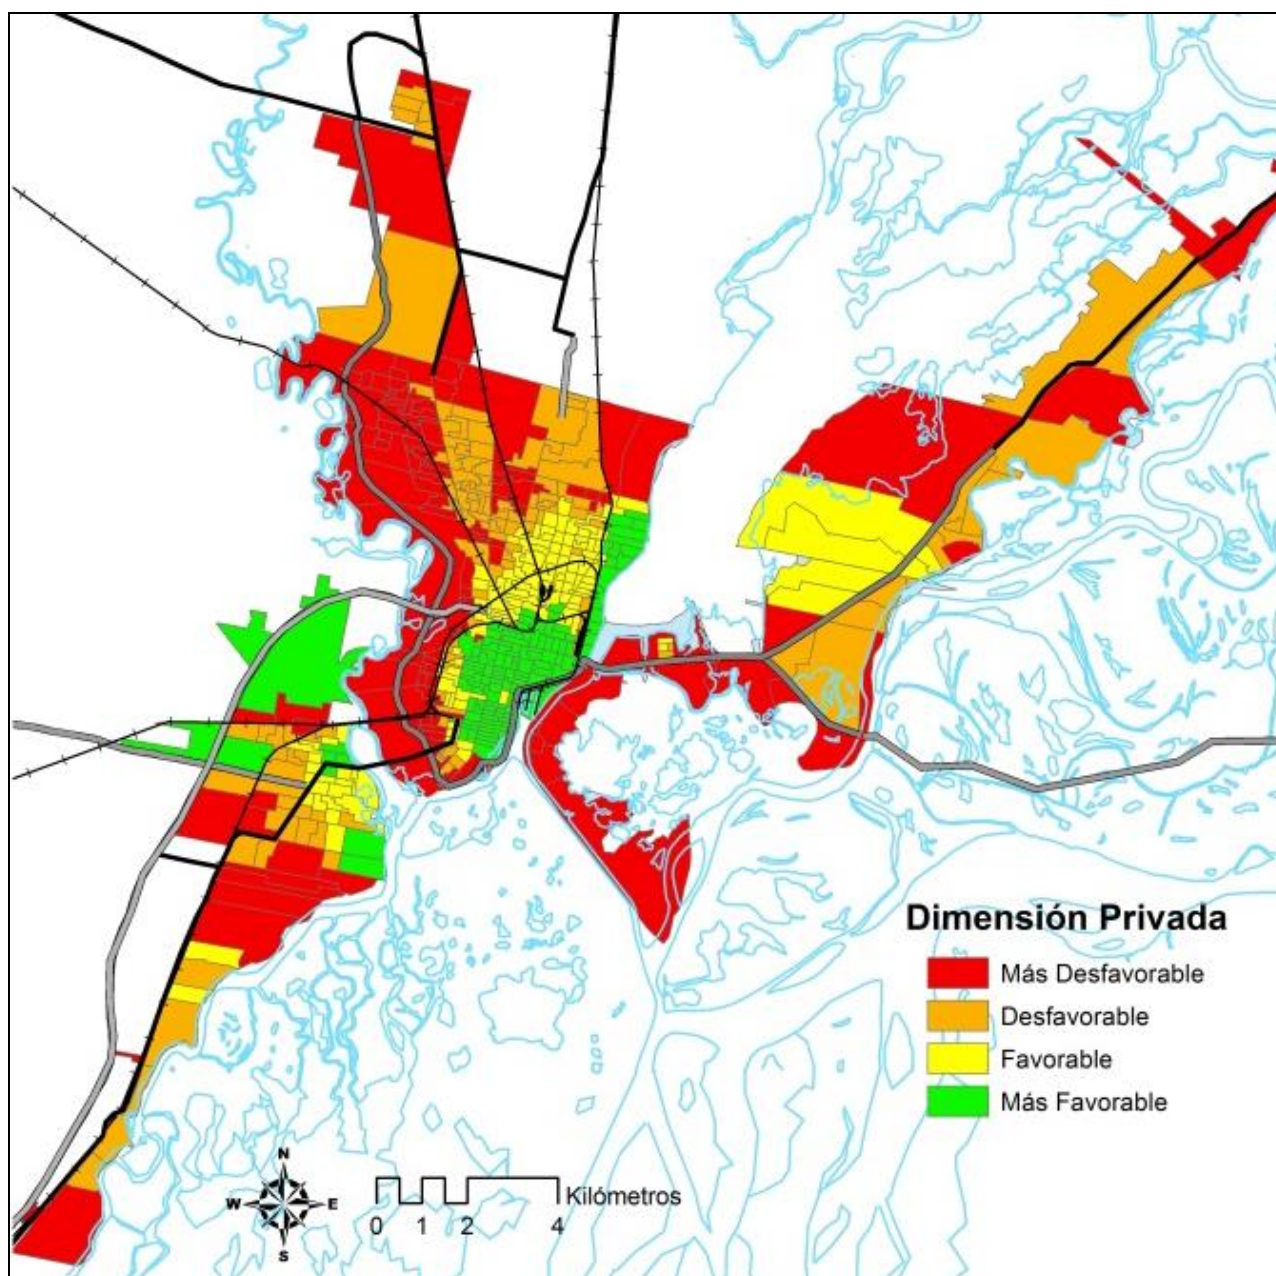 Dimensión Privada
Más Desfavorable
Desfavorable
Favorable
Más Favorable
N
W E
S
Kilómetros
0 1 2 4